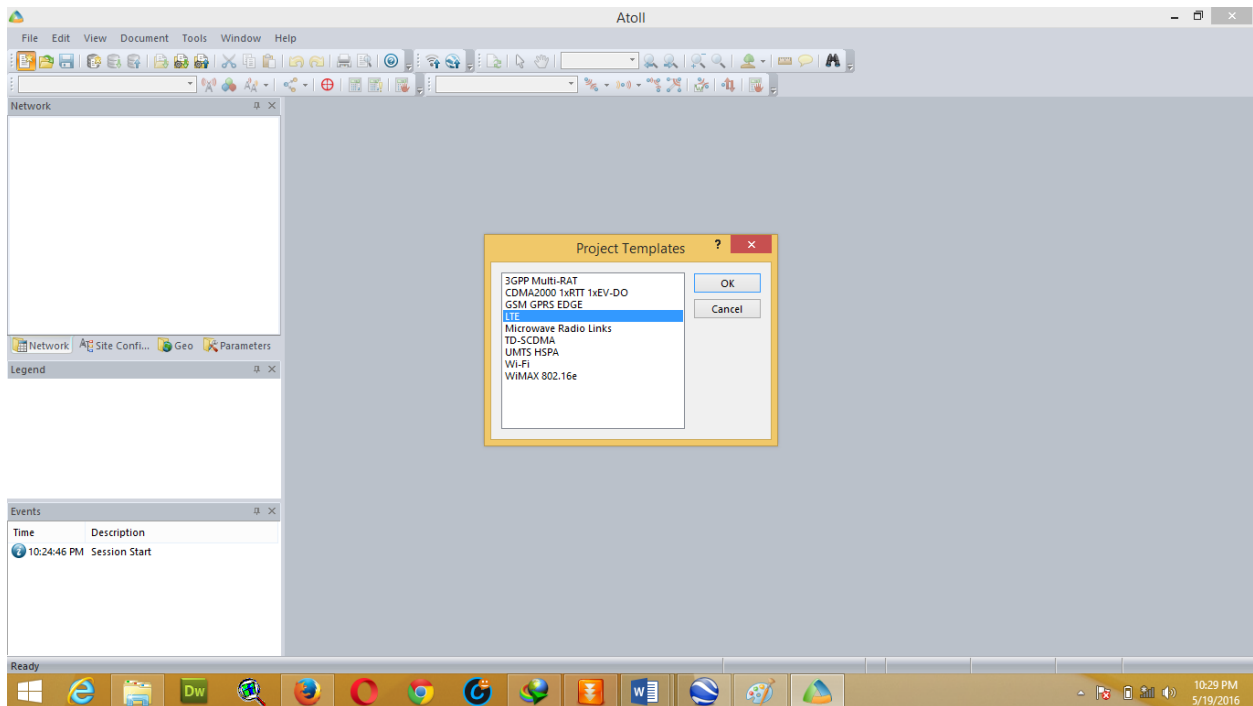 Atoll
File Edit View Document Tools Window Help
Network
Network Site Confi... Geo Parameters
Legend
Events
Time Description
10:24:46 PM Session Start
Project Templates ?
3GPP Multi-RAT
CDMA2000 1xRTT 1xEV-DO
GSM GPRS EDGE
LTE
Microwave Radio Links
TD-SCDMA
UMTS HSPA
Wi-Fi
WiMAX 802.16e
OK
Cancel
Ready
Dw
W
10:29 PM
5/19/2016